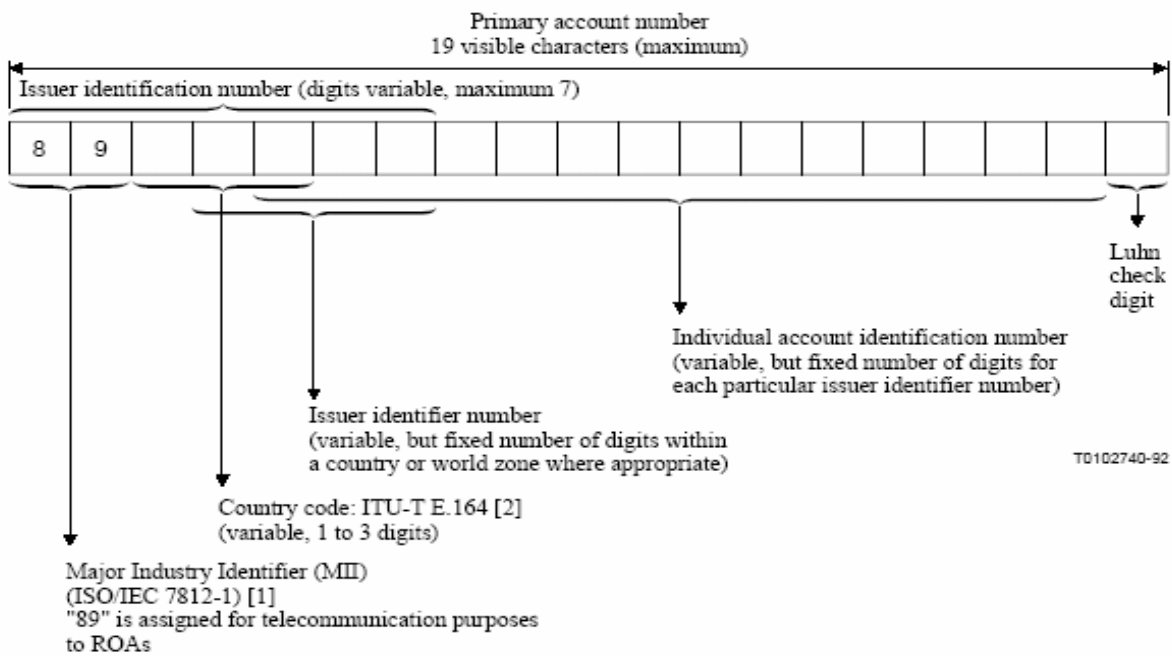 Primary account number
19 visible characters (maximum)
Issuer identification number (digits variable, maximum 7)
8 9
Luhn
check
digit
Individual account identification number
(variable, but fixed number of digits for
each particular issuer identifier number)
Issuer identifier number
(variable, but fixed number of digits within
a country or world zone where appropriate)
T0102740-92
Country code: ITU-T E.164 [2]
(variable, 1 to 3 digits)
Major Industry Identifier (MII)
(ISO/IEC 7812-1) [1]
"89" is assigned for telecommunication purposes
to ROAs